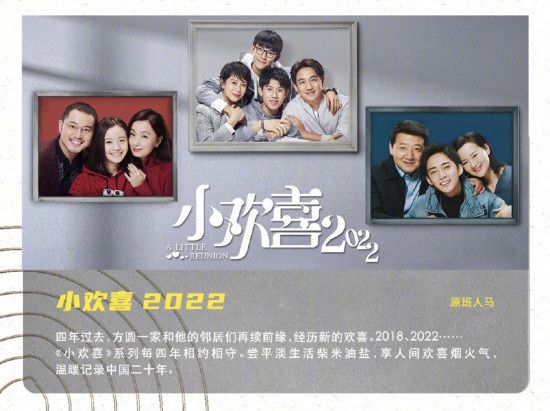 小欢喜2022
A LITTLE
REUNION
小欢喜 2022
原班人马
四年过去,方圆一家和他的邻居们再续前缘,经历新的欢喜。2018、2022……
《小欢喜》系列每四年相约相守。尝平淡生活柴米油盐,享人间欢喜烟火气,
温暖记录中国二十年。